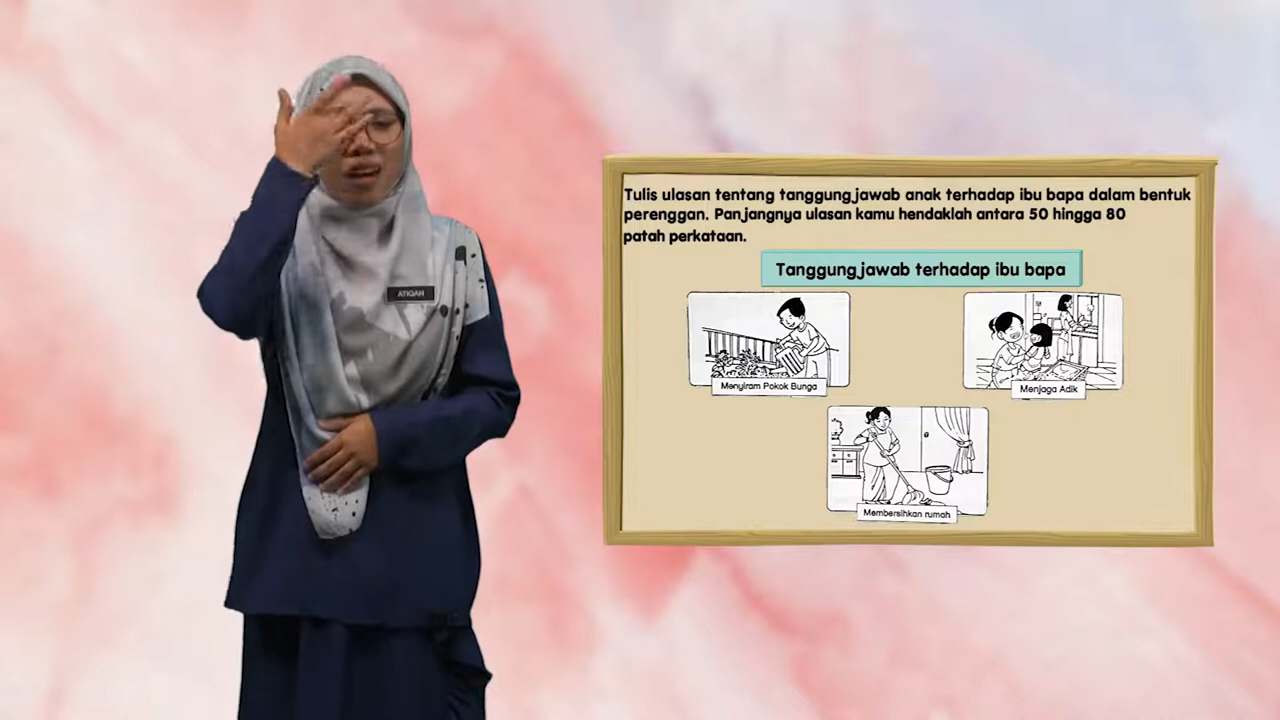 ATIQAH
Tulis ulasan tentang tanggungjawab anak terhadap ibu bapa dalam bentuk
perenggan. Panjangnya ulasan kamu hendaklah antara 50 hingga 80
patah perkataan.
Tanggungjawab terhadap ibu bapa
Menyiram Pokok Bunga
Menjaga Adik
Membersihkan rumah